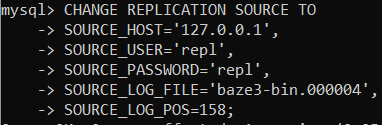 mysql> CHANGE REPLICATION SOURCE TO
    -> SOURCE_HOST='127.0.0.1',
    -> SOURCE_USER='repl',
    -> SOURCE_PASSWORD='repl',
    -> SOURCE_LOG_FILE='baze3-bin.000004',
    -> SOURCE_LOG_POS=158;